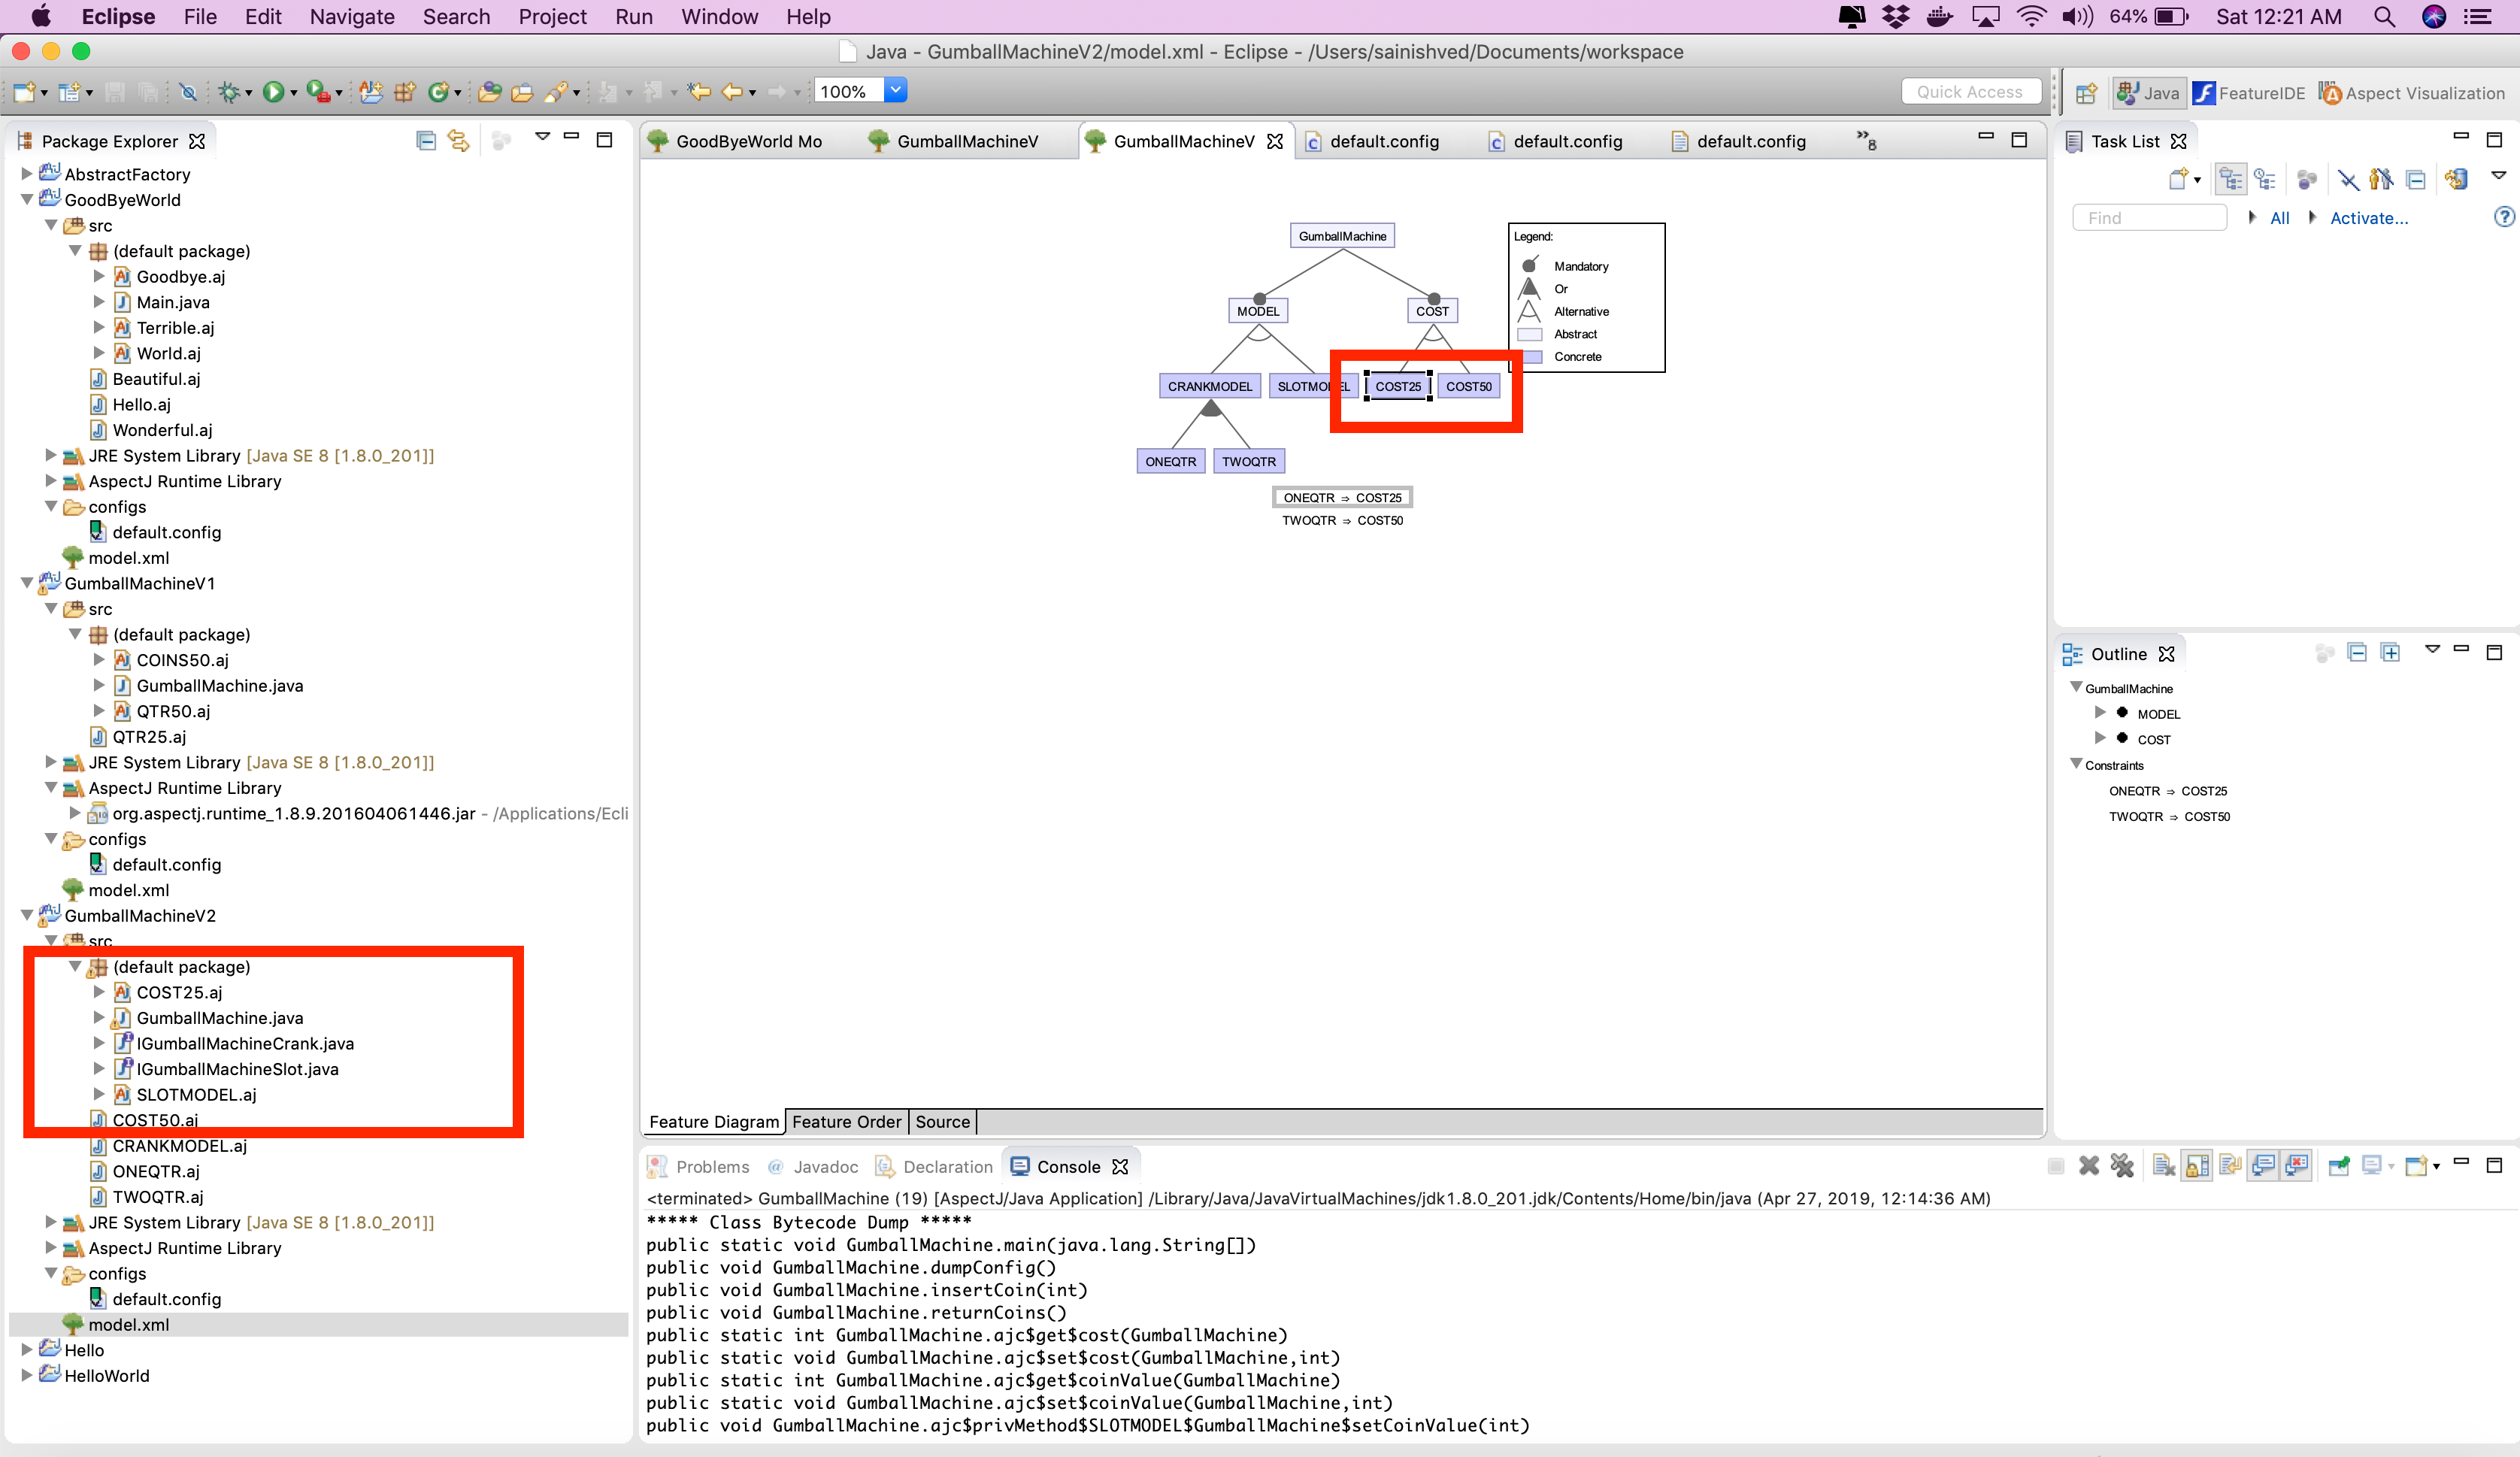 Eclipse File Edit Navigate Search Project Run Window Help 64% Sat 12:21 AM
Java - GumballMachineV2/model.xml - Eclipse - /Users/sainishved/Documents/workspace
100% Quick Access Java FeatureIDE Aspect Visualization
Package Explorer
AbstractFactory
GoodByeWorld
src
(default package)
Goodbye.aj
Main.java
Terrible.aj
World.aj
Beautiful.aj
Hello.aj
Wonderful.aj
JRE System Library [Java SE 8 [1.8.0_201]]
AspectJ Runtime Library
configs
default.config
model.xml
GumballMachineV1
src
(default package)
COINS50.aj
GumballMachine.java
QTR50.aj
QTR25.aj
JRE System Library [Java SE 8 [1.8.0_201]]
AspectJ Runtime Library
org.aspectj.runtime_1.8.9.201604061446.jar - /Applications/Ecli
configs
default.config
model.xml
GumballMachineV2
src
(default package)
COST25.aj
GumballMachine.java
IGumballMachineCrank.java
IGumballMachineSlot.java
SLOTMODEL.aj
COST50.aj
CRANKMODEL.aj
ONEQTR.aj
TWOQTR.aj
JRE System Library [Java SE 8 [1.8.0_201]]
AspectJ Runtime Library
configs
default.config
model.xml
Hello
HelloWorld
GoodByeWorld Mo GumballMachineV GumballMachineV default.config default.config default.config »8
GumballMachine
MODEL COST
CRANKMODEL SLOTMODEL COST25 COST50
ONEQTR TWOQTR
ONEQTR ⇒ COST25
TWOQTR ⇒ COST50
Legend:
Mandatory
Or
Alternative
Abstract
Concrete
Feature Diagram Feature Order Source
Problems @ Javadoc Declaration Console
<terminated> GumballMachine (19) [AspectJ/Java Application] /Library/Java/JavaVirtualMachines/jdk1.8.0_201.jdk/Contents/Home/bin/java (Apr 27, 2019, 12:14:36 AM)
***** Class Bytecode Dump *****
public static void GumballMachine.main(java.lang.String[])
public void GumballMachine.dumpConfig()
public void GumballMachine.insertCoin(int)
public void GumballMachine.returnCoins()
public static int GumballMachine.ajc$get$cost(GumballMachine)
public static void GumballMachine.ajc$set$cost(GumballMachine,int)
public static int GumballMachine.ajc$get$coinValue(GumballMachine)
public static void GumballMachine.ajc$set$coinValue(GumballMachine,int)
public void GumballMachine.ajc$privMethod$SLOTMODEL$GumballMachine$setCoinValue(int)
Task List
Find All Activate...
Outline
GumballMachine
MODEL
COST
Constraints
ONEQTR ⇒ COST25
TWOQTR ⇒ COST50